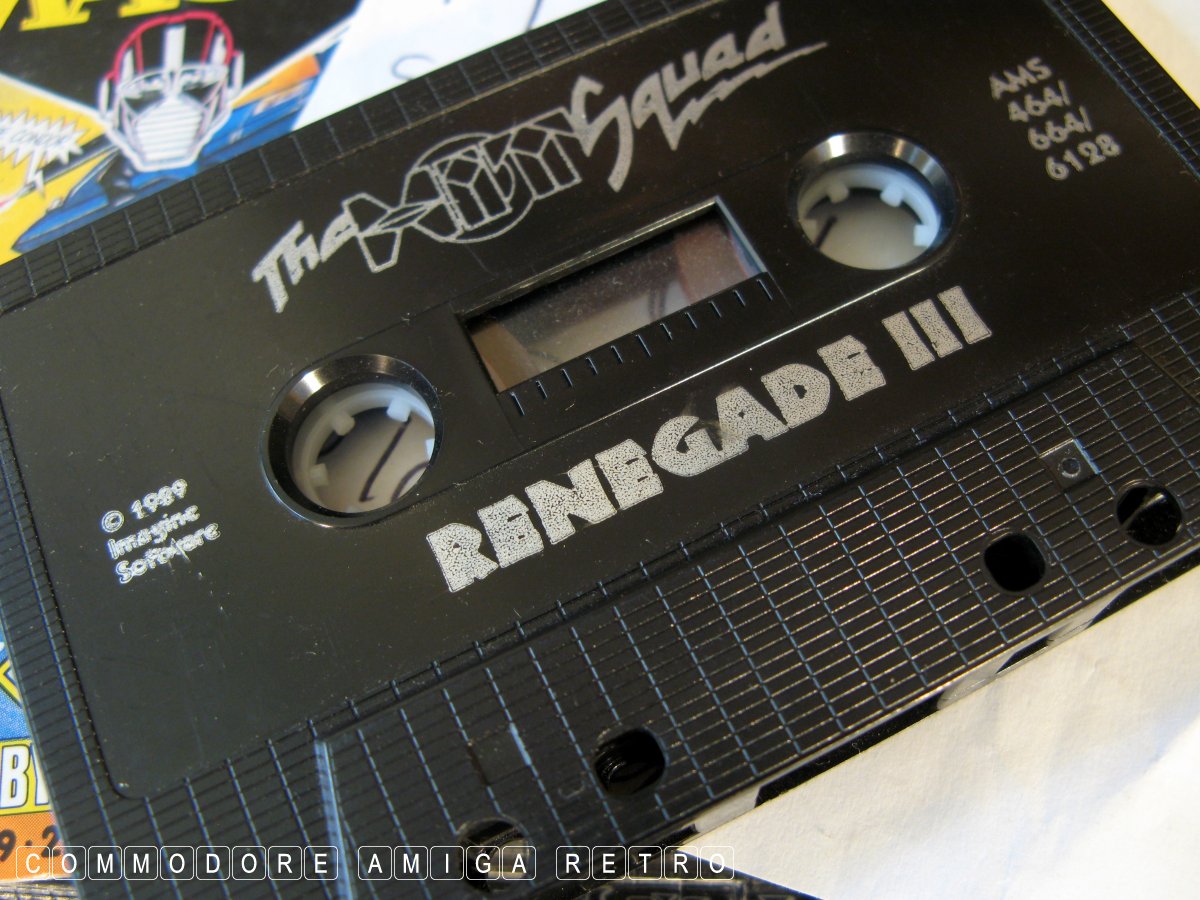 The Hit Squad
AMS
464/
664/
6128
RENEGADE III
© 1989
Imagine
Software
COMMODORE AMIGA RETRO